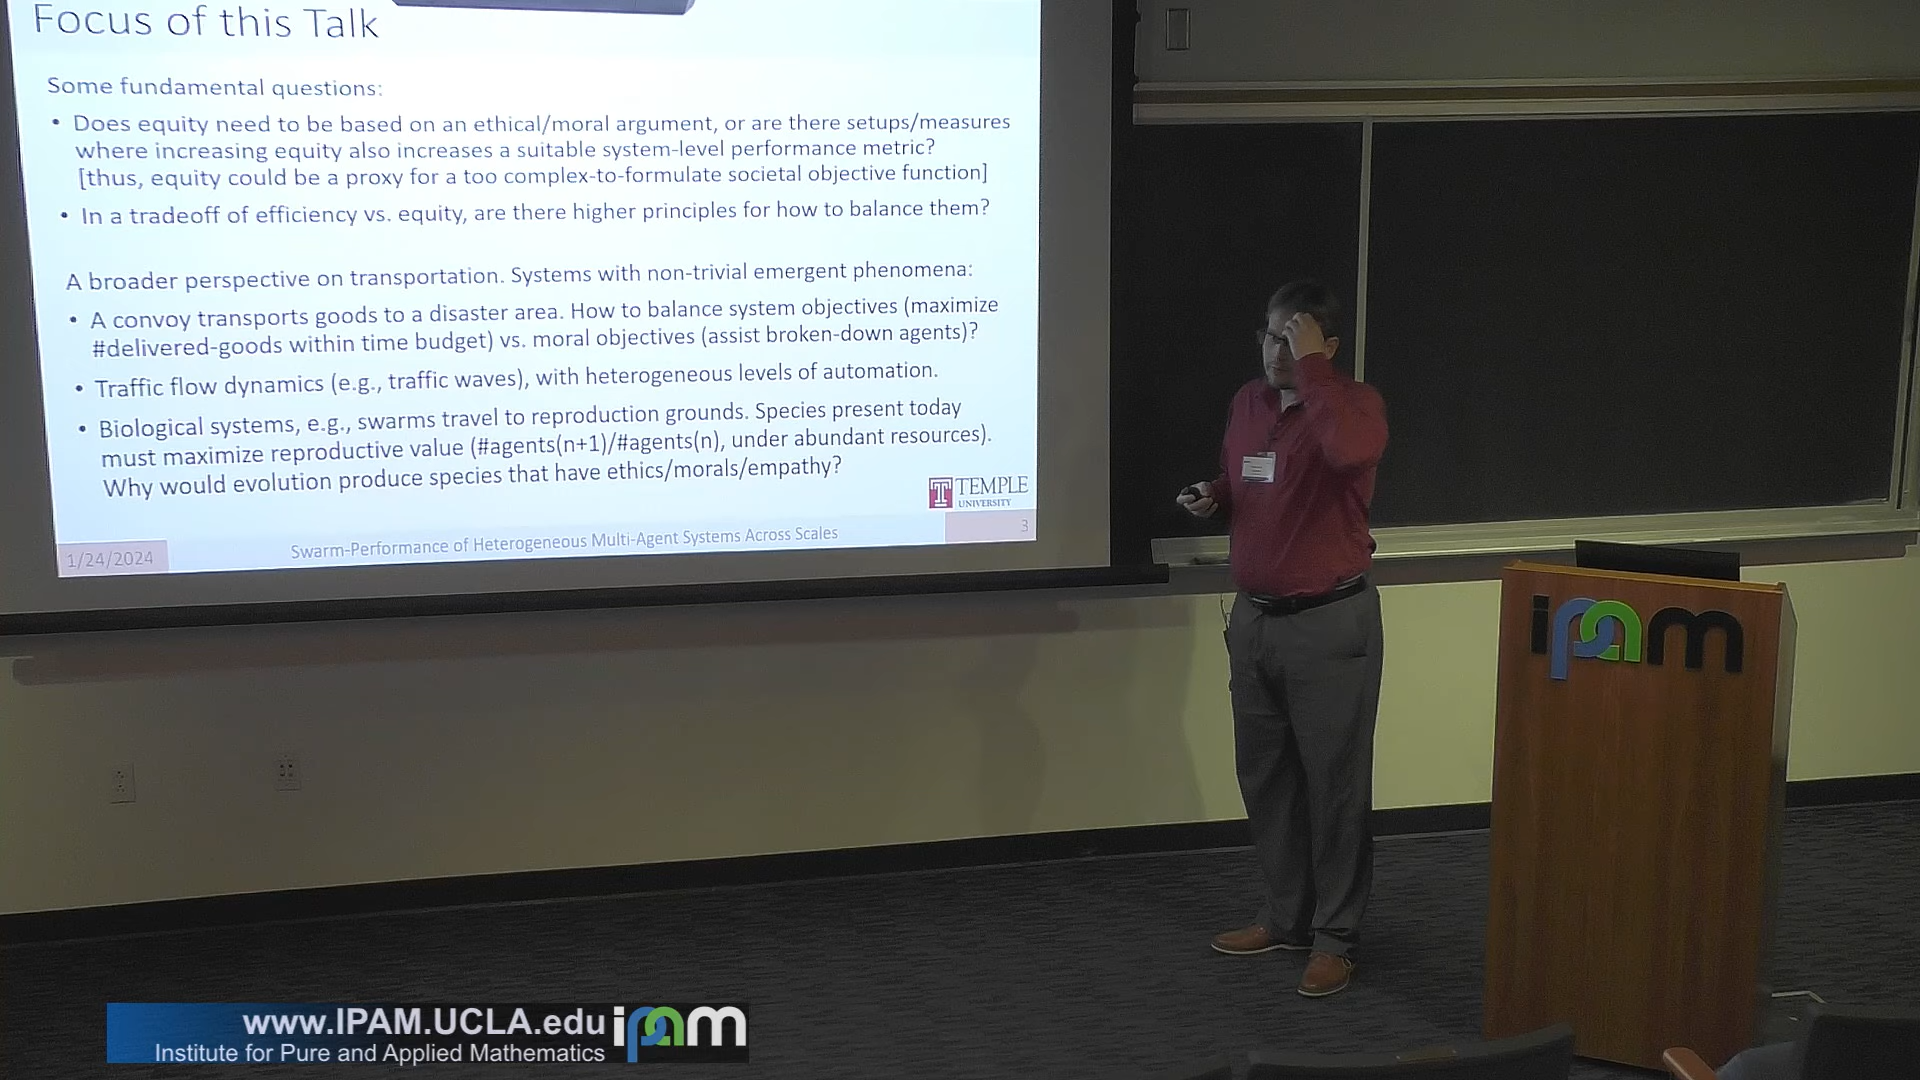 Focus of this Talk
Some fundamental questions:
• Does equity need to be based on an ethical/moral argument, or are there setups/measures
where increasing equity also increases a suitable system-level performance metric?
[thus, equity could be a proxy for a too complex-to-formulate societal objective function]
• In a tradeoff of efficiency vs. equity, are there higher principles for how to balance them?
A broader perspective on transportation. Systems with non-trivial emergent phenomena:
• A convoy transports goods to a disaster area. How to balance system objectives (maximize
#delivered-goods within time budget) vs. moral objectives (assist broken-down agents)?
• Traffic flow dynamics (e.g., traffic waves), with heterogeneous levels of automation.
• Biological systems, e.g., swarms travel to reproduction grounds. Species present today
must maximize reproductive value (#agents(n+1)/#agents(n), under abundant resources).
Why would evolution produce species that have ethics/morals/empathy?
TEMPLE
UNIVERSITY
1/24/2024
Swarm-Performance of Heterogeneous Multi-Agent Systems Across Scales
3
ipam
www.IPAM.UCLA.edu
Institute for Pure and Applied Mathematics
ipam